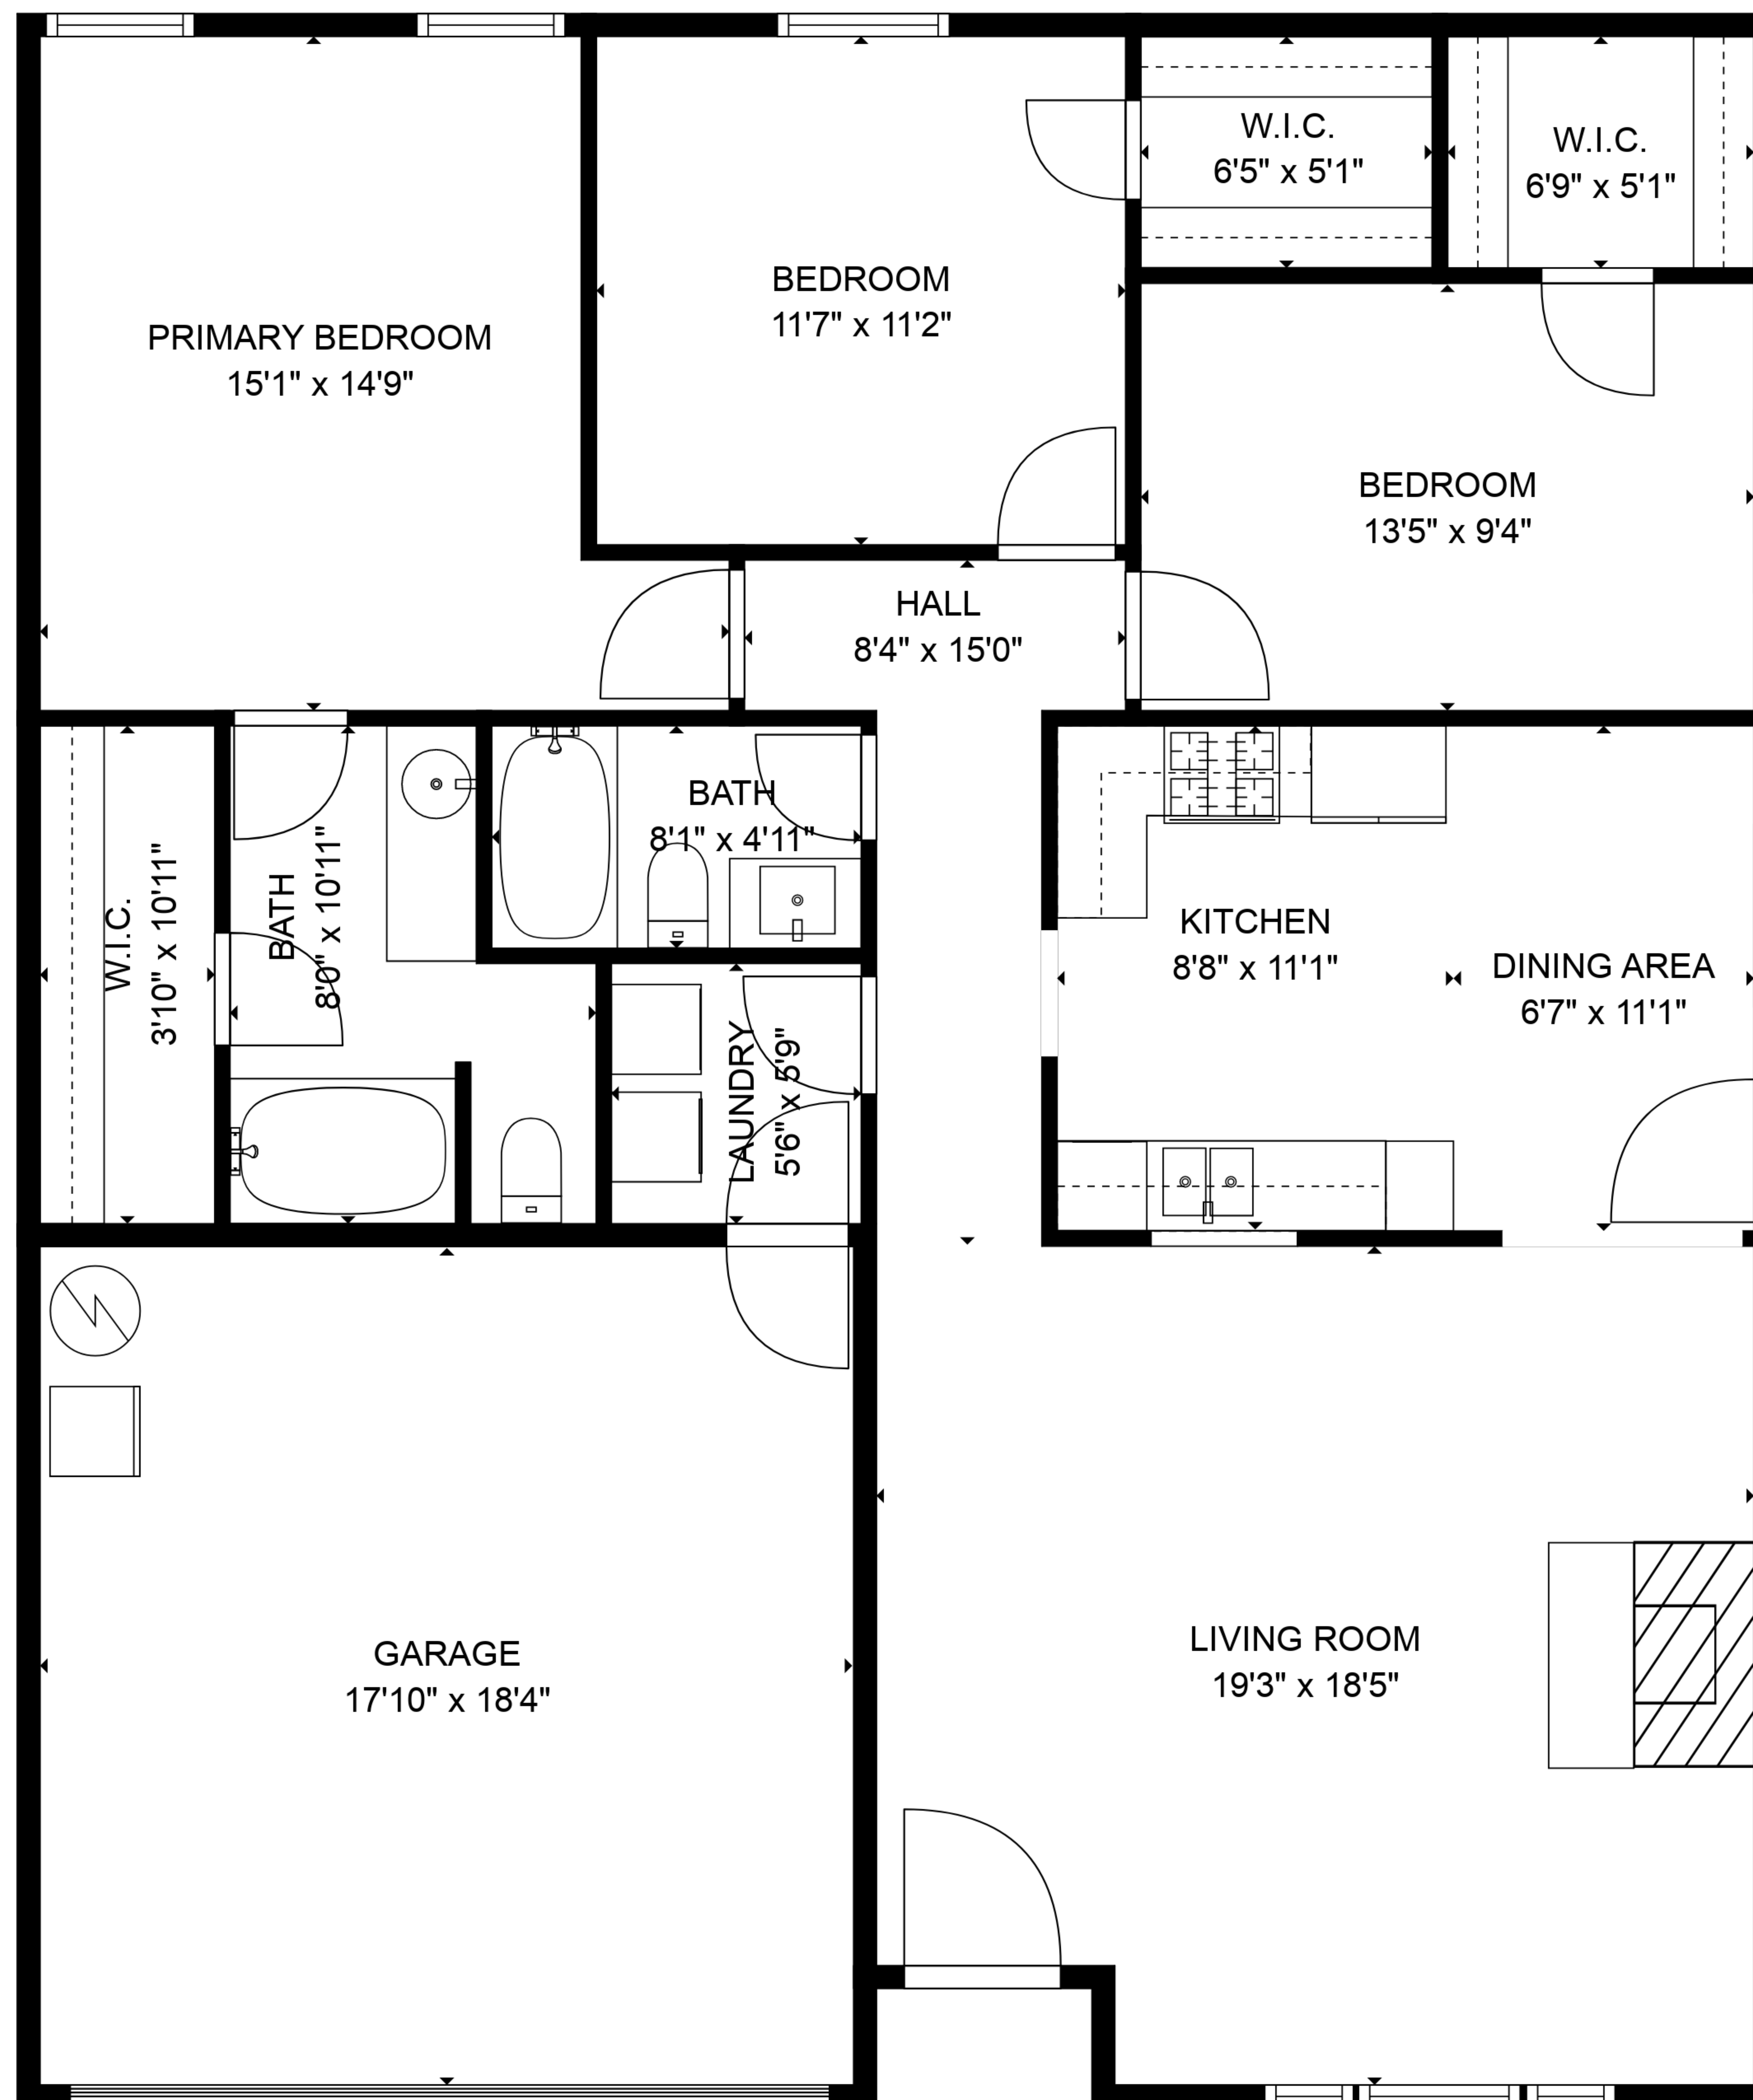 W.I.C.
6'5" x 5'1"
W.I.C.
6'9" x 5'1"
BEDROOM
11'7" x 11'2"
PRIMARY BEDROOM
15'1" x 14'9"
BEDROOM
13'5" x 9'4"
HALL
8'4" x 15'0"
BATH
8'1" x 4'11"
W.I.C.
3'10" x 10'11"
BATH
8'0" x 10'11"
KITCHEN
8'8" x 11'1"
DINING AREA
6'7" x 11'1"
LAUNDRY
5'6" x 5'9"
GARAGE
17'10" x 18'4"
LIVING ROOM
19'3" x 18'5"